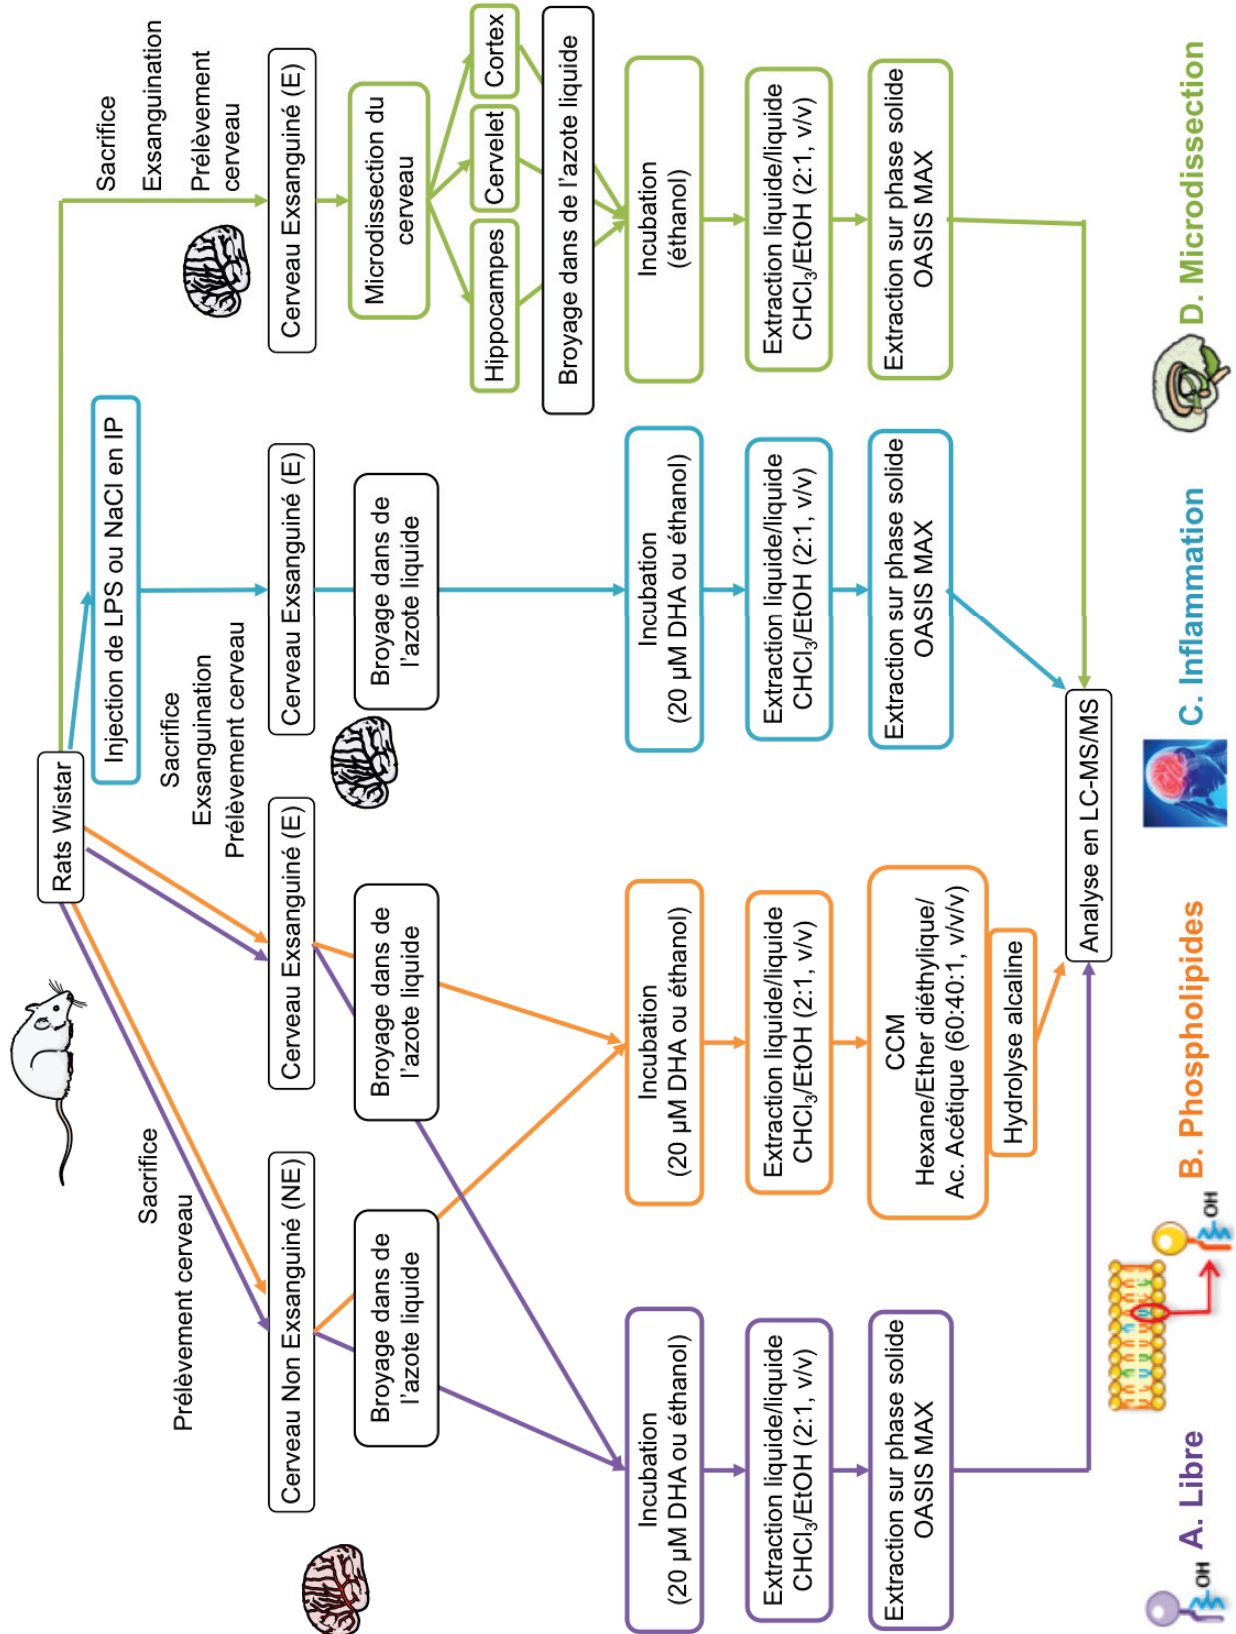 Rats Wistar
Sacrifice
Prélèvement cerveau
Sacrifice
Exsanguination
Prélèvement cerveau
Injection de LPS ou NaCl en IP
Sacrifice
Exsanguination
Prélèvement
cerveau
Cerveau Non Exsanguiné (NE)
Cerveau Exsanguiné (E)
Cerveau Exsanguiné (E)
Cerveau Exsanguiné (E)
Broyage dans de
l'azote liquide
Broyage dans de
l'azote liquide
Broyage dans de
l'azote liquide
Microdissection du
cerveau
Hippocampes
Cervelet
Cortex
Broyage dans de l'azote liquide
Incubation
(20 µM DHA ou éthanol)
Incubation
(20 µM DHA ou éthanol)
Incubation
(20 µM DHA ou éthanol)
Incubation
(éthanol)
Extraction liquide/liquide
CHCl₃/EtOH (2:1, v/v)
Extraction liquide/liquide
CHCl₃/EtOH (2:1, v/v)
Extraction liquide/liquide
CHCl₃/EtOH (2:1, v/v)
Extraction liquide/liquide
CHCl₃/EtOH (2:1, v/v)
Extraction sur phase solide
OASIS MAX
CCM
Hexane/Ether diéthylique/
Ac. Acétique (60:40:1, v/v/v)
Hydrolyse alcaline
Extraction sur phase solide
OASIS MAX
Extraction sur phase solide
OASIS MAX
Analyse en LC-MS/MS
OH
A. Libre
OH
B. Phospholipides
C. Inflammation
D. Microdissection